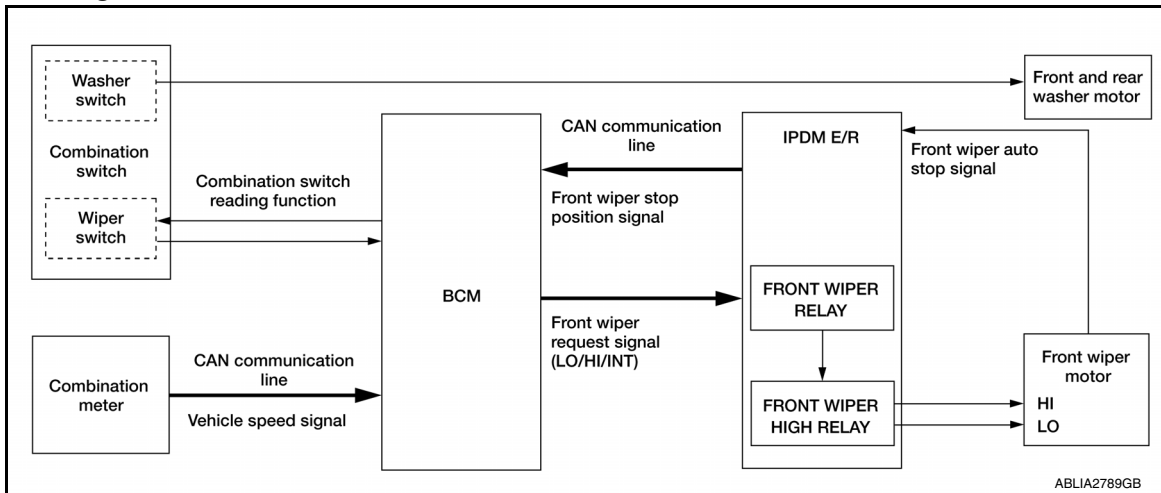 Washer
switch
Combination
switch
Wiper
switch
Combination switch
reading function
Combination
meter
CAN communication
line
Vehicle speed signal
BCM
CAN communication
line
Front wiper stop
position signal
Front wiper
request signal
(LO/HI/INT)
IPDM E/R
FRONT WIPER
RELAY
FRONT WIPER
HIGH RELAY
Front and rear
washer motor
Front wiper auto
stop signal
Front wiper
motor
HI
LO
ABLIA2789GB